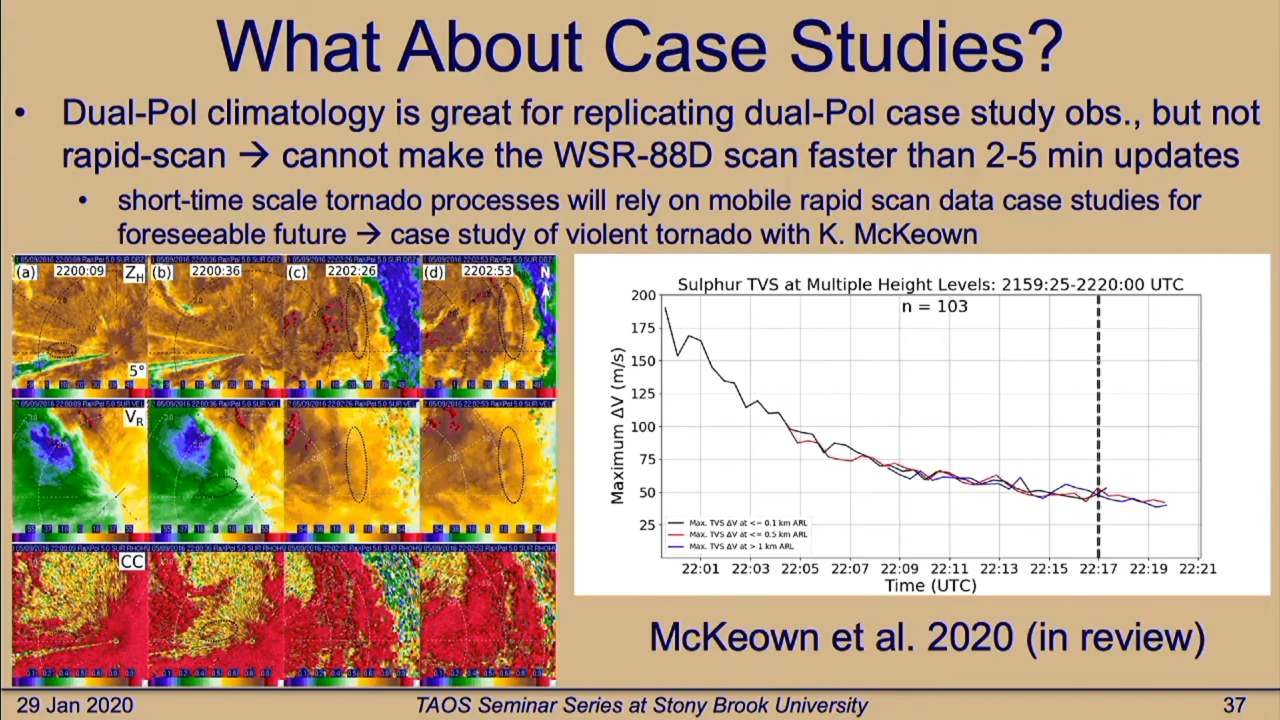 What About Case Studies?
• Dual-Pol climatology is great for replicating dual-Pol case study obs., but not
rapid-scan → cannot make the WSR-88D scan faster than 2-5 min updates
• short-time scale tornado processes will rely on mobile rapid scan data case studies for
foreseeable future → case study of violent tornado with K. McKeown
(a) 2200:09 ZH (b) 2200:36 (c) 2202:26 (d) 2202:53 N
5°
VR
CC
Sulphur TVS at Multiple Height Levels: 2159:25-2220:00 UTC
n = 103
200
175
150
125
100
75
50
25
Maximum ΔV (m/s)
Max. TVS ΔV at <= 0.1 km ARL
Max. TVS ΔV at <= 0.5 km ARL
Max. TVS ΔV at > 1 km ARL
22:01 22:03 22:05 22:07 22:09 22:11 22:13 22:15 22:17 22:19 22:21
Time (UTC)
McKeown et al. 2020 (in review)
29 Jan 2020 TAOS Seminar Series at Stony Brook University 37